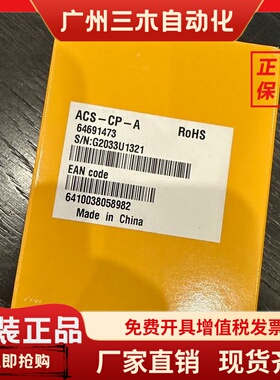 广州三木自动化
ACS-CP-A
RoHS
64691473
S/N:G2033U1321
EAN code
6410038058982
Made in China
装正品
立即抢购
免费开具增值税发票
厂家直销 现货